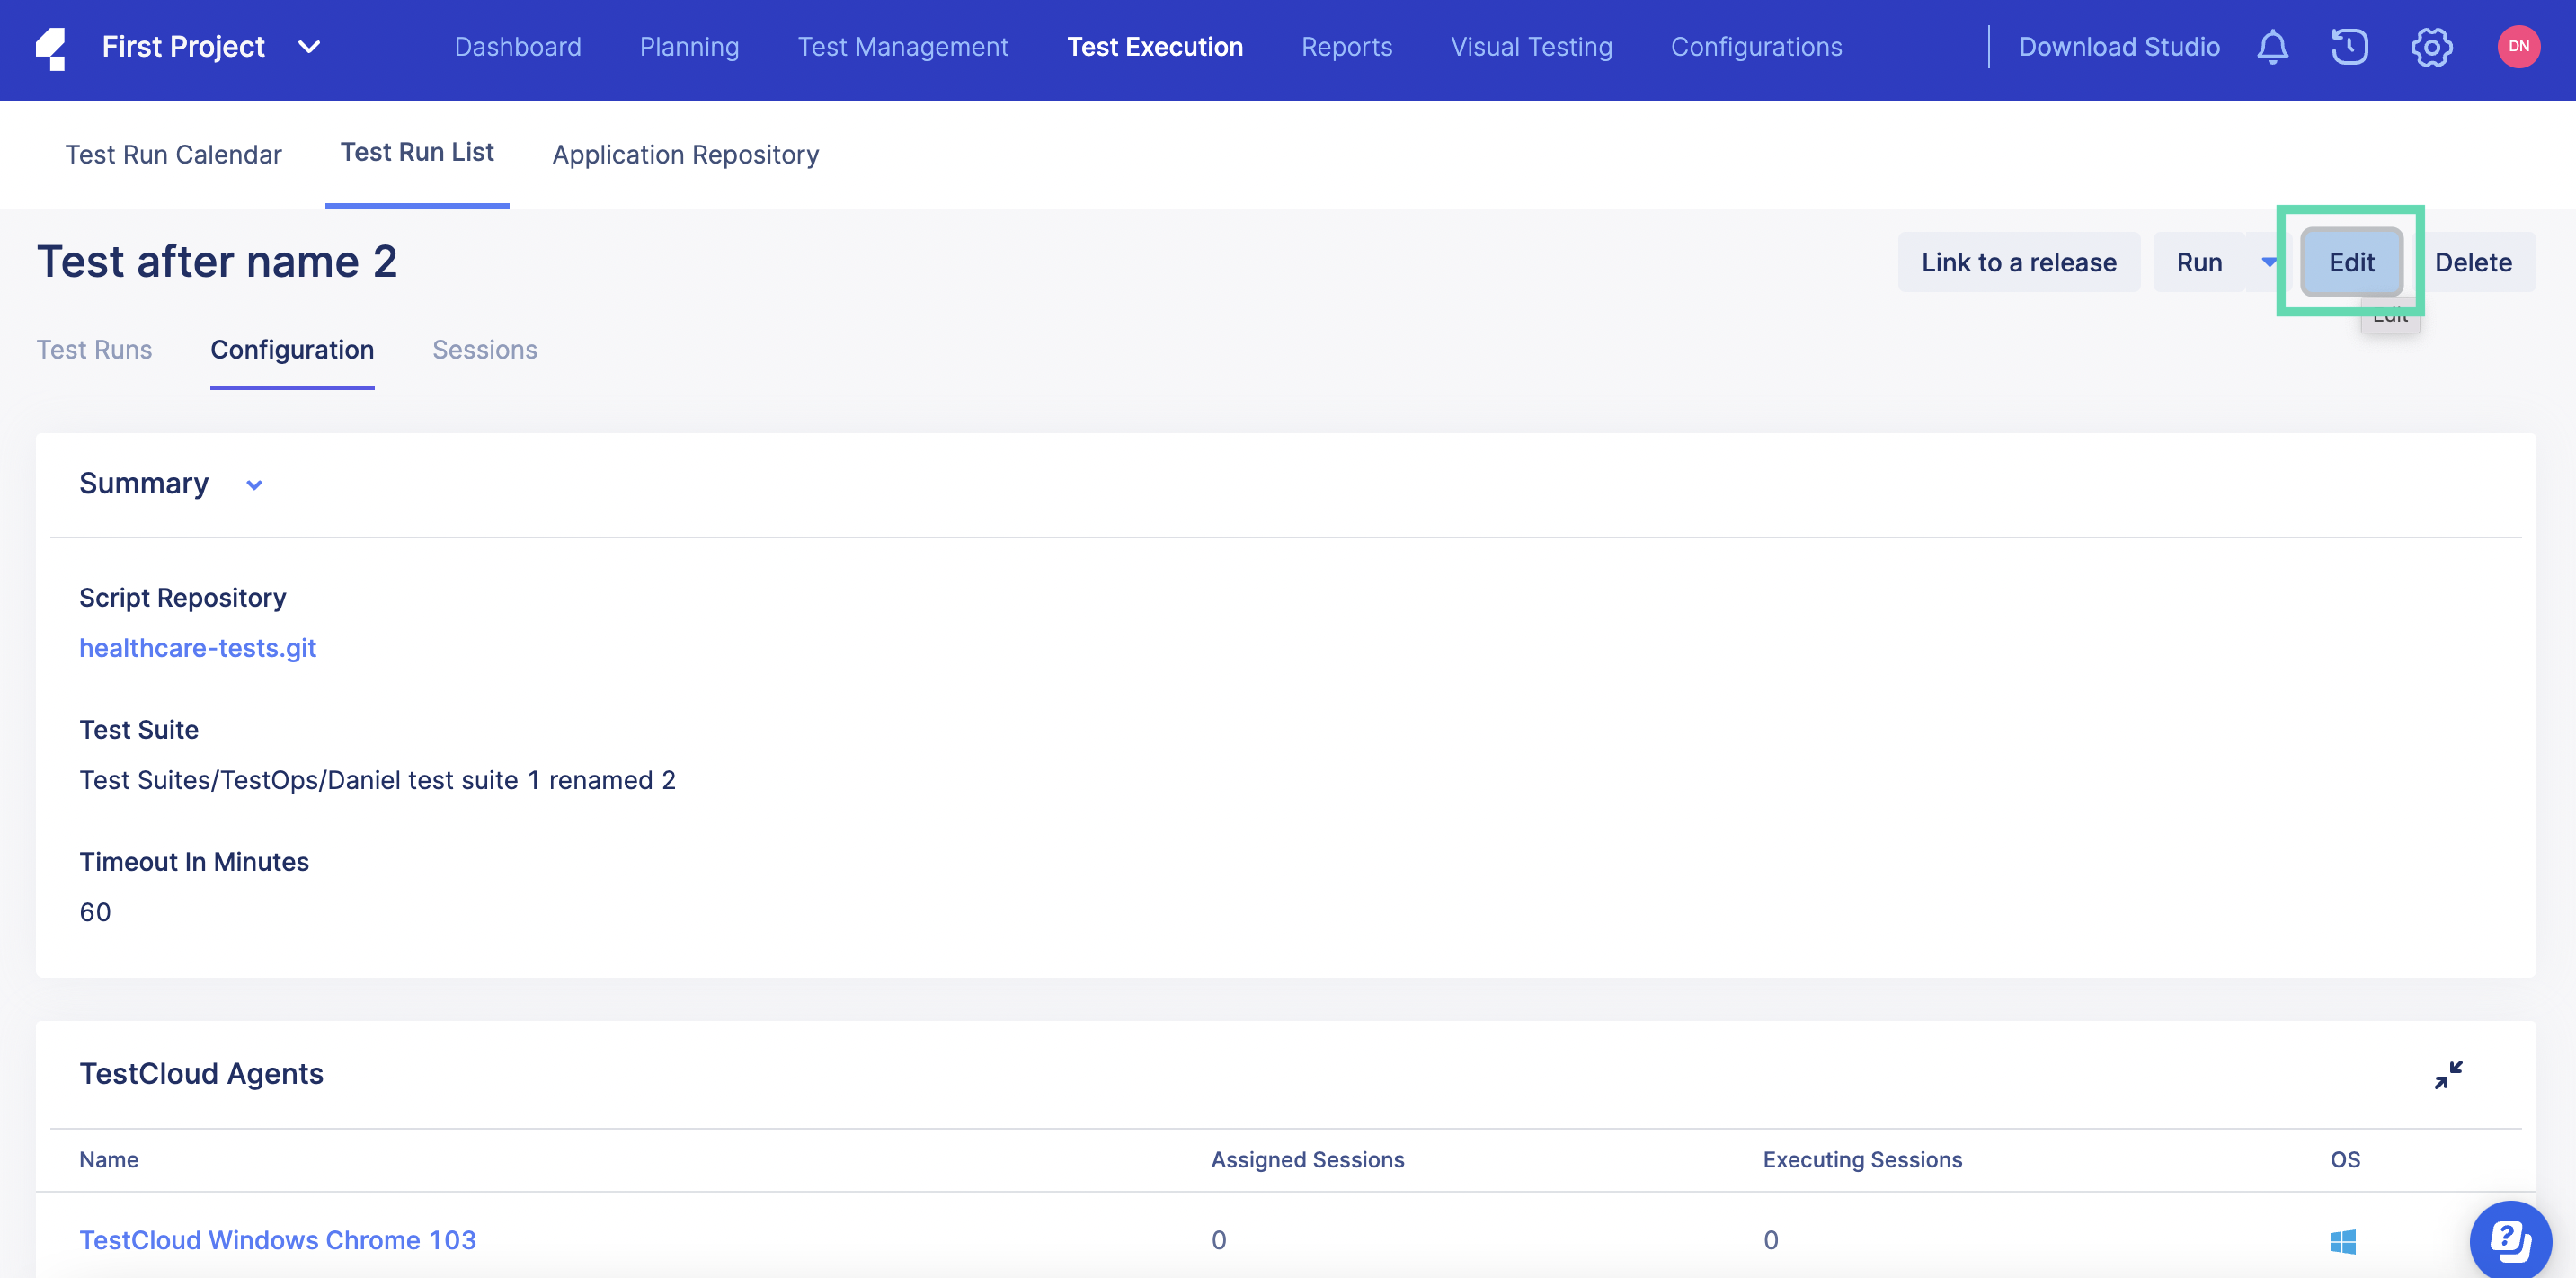 First Project Dashboard Planning Test Management Test Execution Reports Visual Testing Configurations Download Studio DN
Test Run Calendar Test Run List Application Repository
Test after name 2 Link to a release Run Edit Delete
Edit
Test Runs Configuration Sessions
Summary
Script Repository
healthcare-tests.git
Test Suite
Test Suites/TestOps/Daniel test suite 1 renamed 2
Timeout In Minutes
60
TestCloud Agents
Name Assigned Sessions Executing Sessions OS
TestCloud Windows Chrome 103 0 0
?